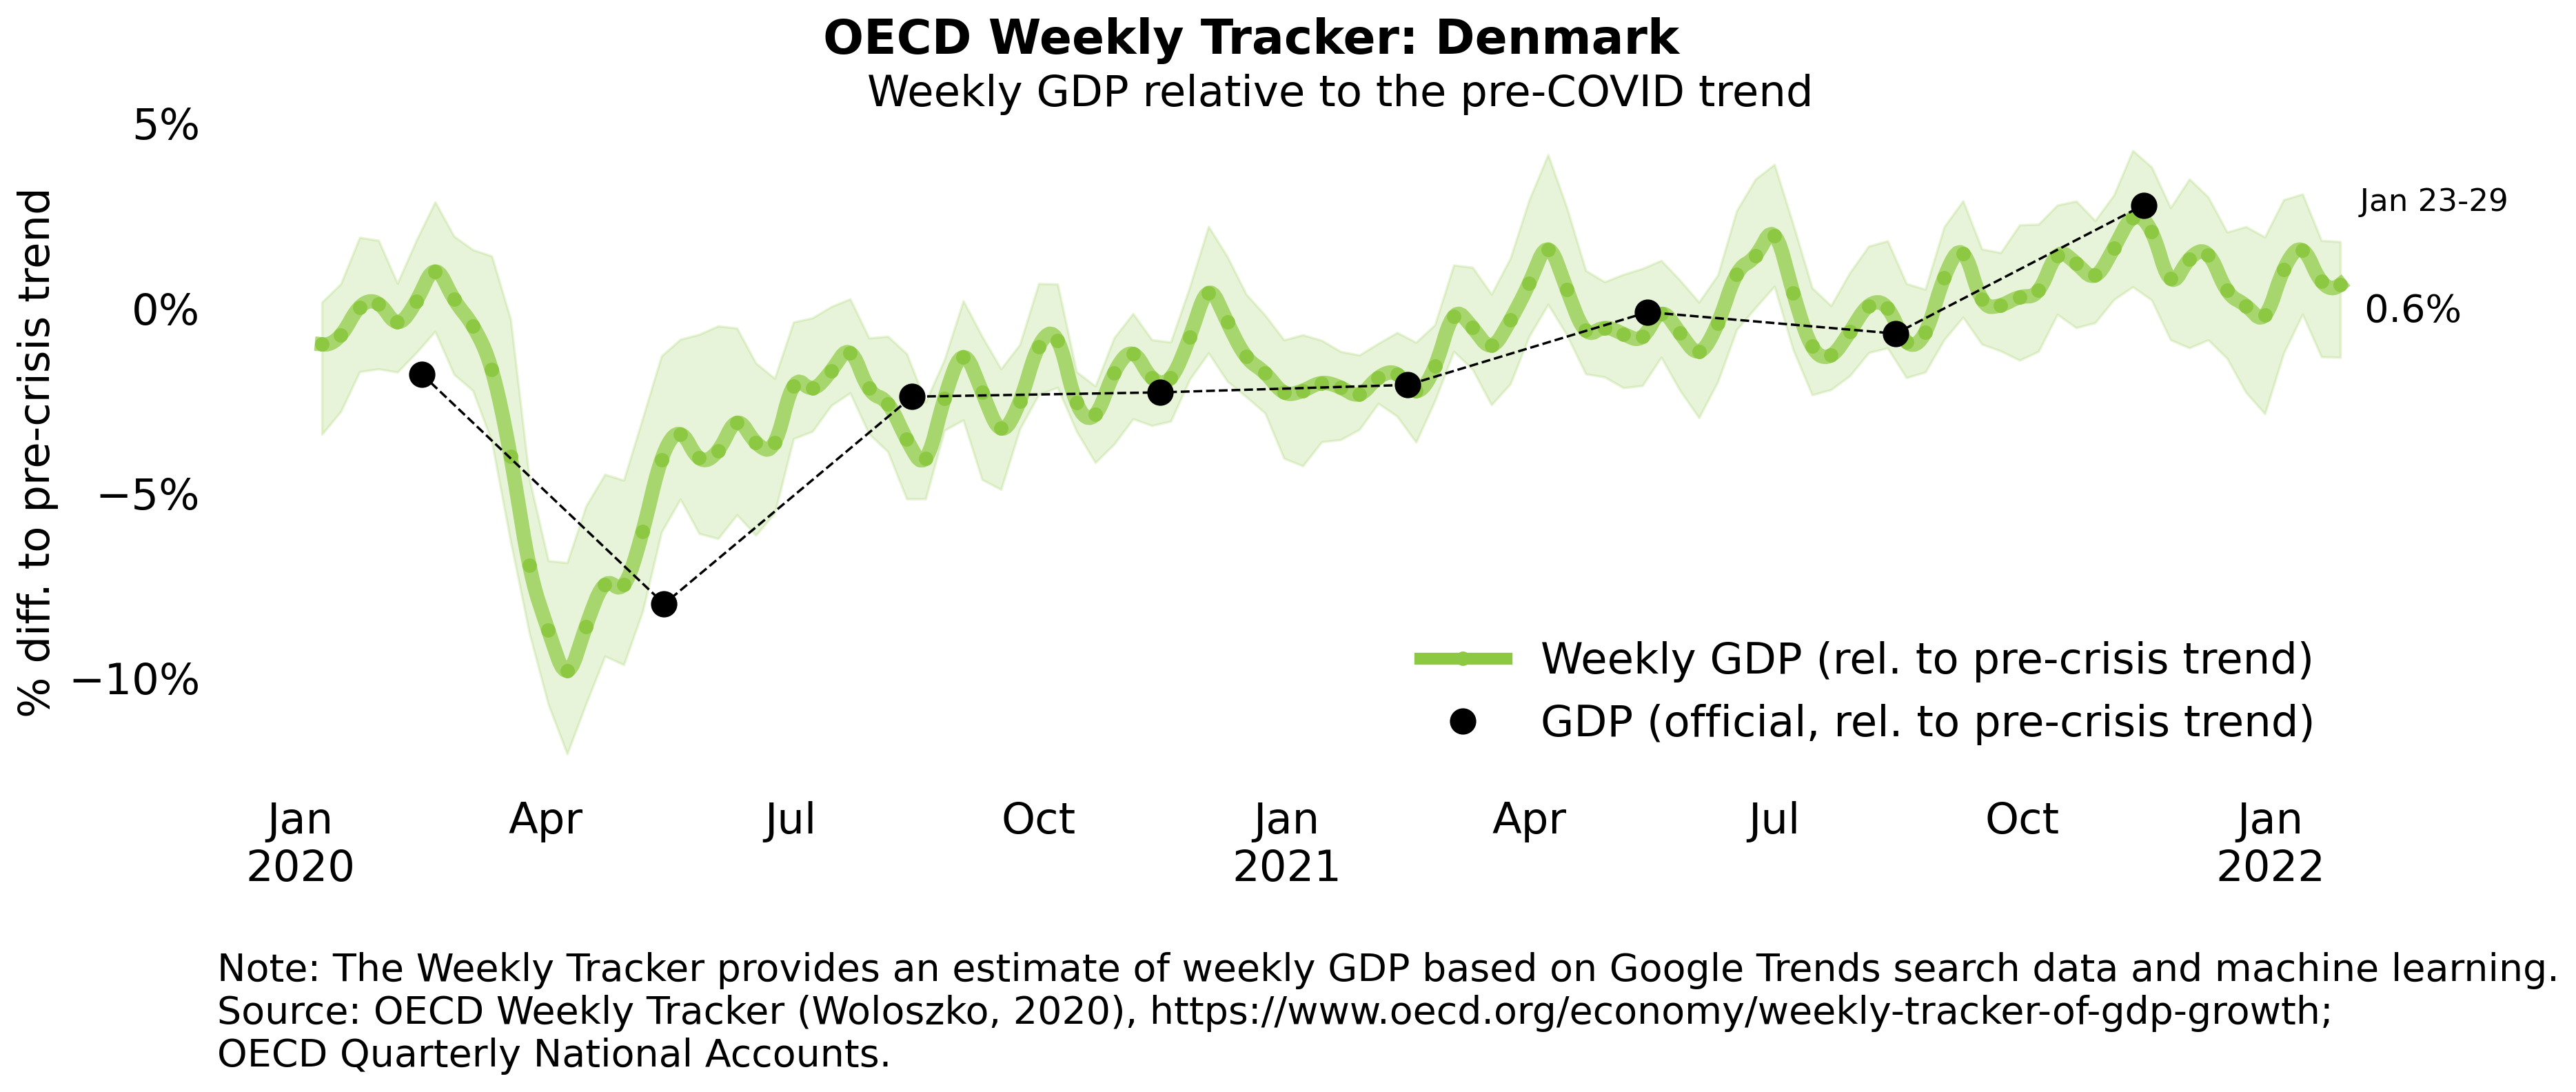 OECD Weekly Tracker: Denmark
Weekly GDP relative to the pre-COVID trend
% diff. to pre-crisis trend
5%
0%
−5%
−10%
Jan 23-29
0.6%
Weekly GDP (rel. to pre-crisis trend)
GDP (official, rel. to pre-crisis trend)
Jan Apr Jul Oct Jan Apr Jul Oct Jan
2020 2021 2022
Note: The Weekly Tracker provides an estimate of weekly GDP based on Google Trends search data and machine learning.
Source: OECD Weekly Tracker (Woloszko, 2020), https://www.oecd.org/economy/weekly-tracker-of-gdp-growth;
OECD Quarterly National Accounts.